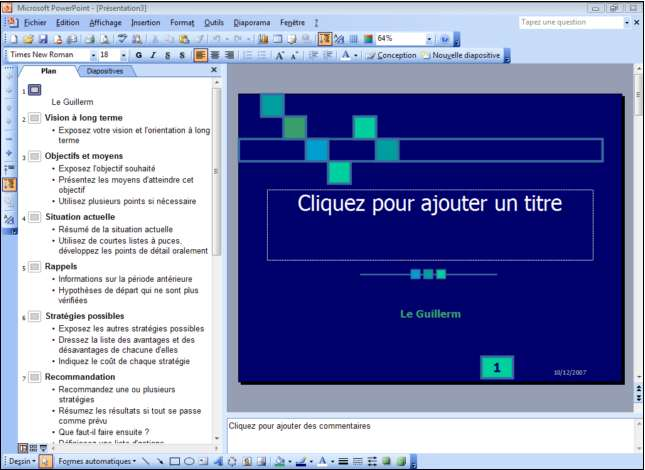 Microsoft PowerPoint - [Présentation3]
Fichier Edition Affichage Insertion Format Outils Diaporama Fenêtre ?
Tapez une question
64%
Times New Roman 18 G I S S Conception Nouvelle diapositive
Plan Diapositives
1
Le Guillerm
2 Vision à long terme
• Exposez votre vision et l'orientation à long
terme
3 Objectifs et moyens
• Exposez l'objectif souhaité
• Présentez les moyens d'atteindre cet
objectif
• Utilisez plusieurs points si nécessaire
4 Situation actuelle
• Résumé de la situation actuelle
• Utilisez de courtes listes à puces,
développez les points de détail oralement
5 Rappels
• Informations sur la période antérieure
• Hypothèses de départ qui ne sont plus
vérifiées
6 Stratégies possibles
• Exposez les autres stratégies possibles
• Dressez la liste des avantages et des
désavantages de chacune d'elles
• Indiquez le coût de chaque stratégie
7 Recommandation
• Recommandez une ou plusieurs
stratégies
• Résumez les résultats si tout se passe
comme prévu
• Que faut-il faire ensuite ?
Cliquez pour ajouter un titre
Le Guillerm
1
10/12/2007
Cliquez pour ajouter des commentaires
Dessin Formes automatiques